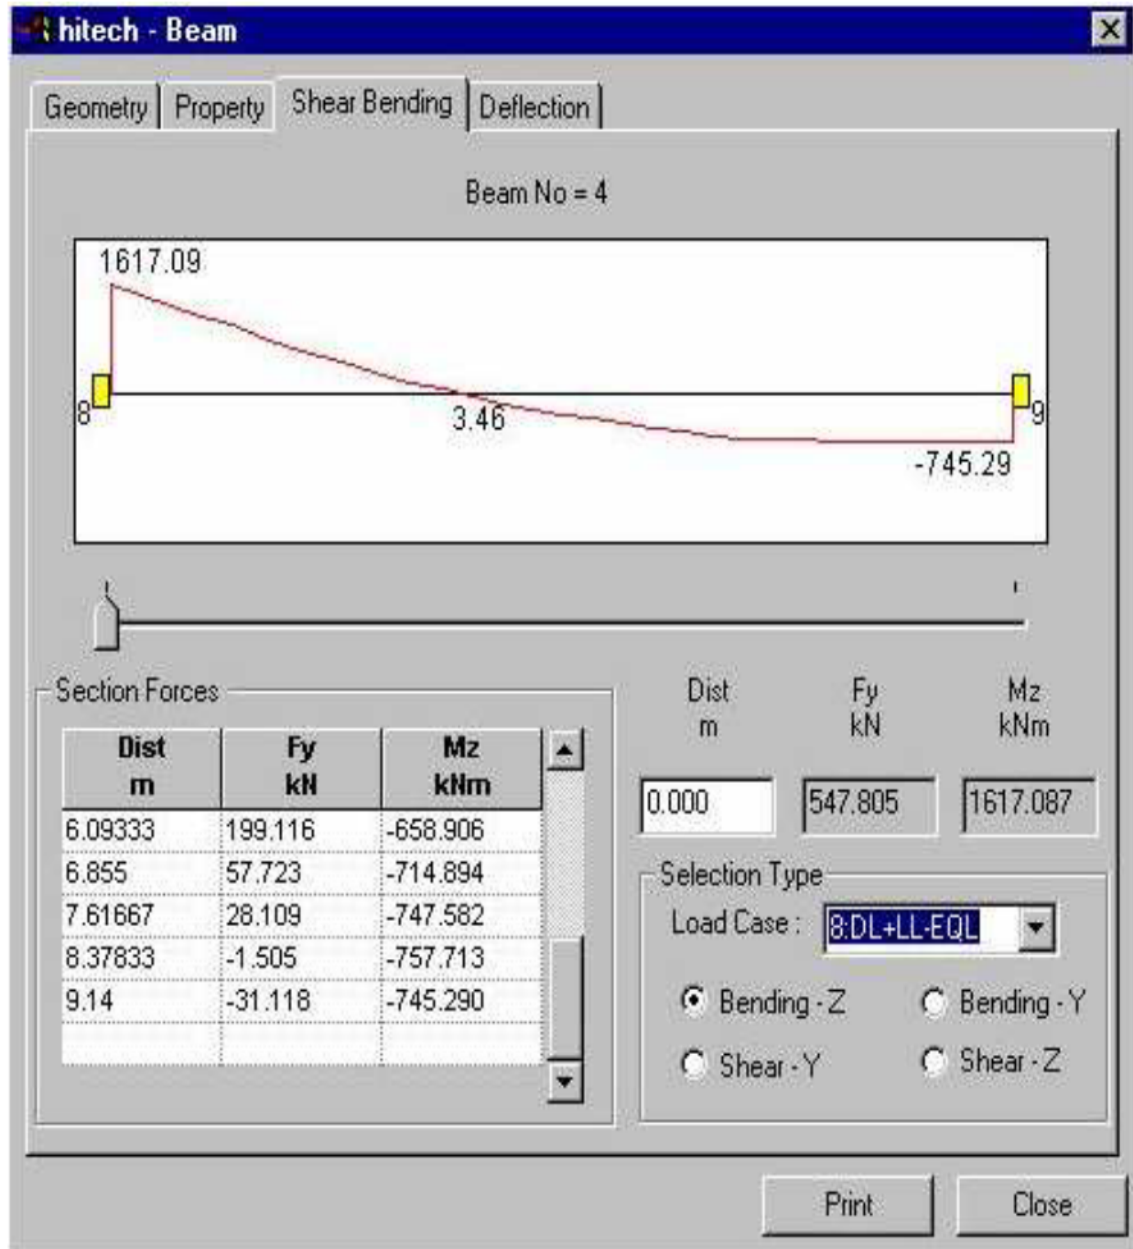 hitech - Beam
Geometry Property Shear Bending Deflection
Beam No = 4
1617.09
8 3.46 9
-745.29
Section Forces
Dist Fy Mz
m kN kNm
6.09333 199.116 -658.906
6.855 57.723 -714.894
7.61667 28.109 -747.582
8.37833 -1.505 -757.713
9.14 -31.118 -745.290
Dist Fy Mz
m kN kNm
0.000 547.805 1617.087
Selection Type
Load Case : 8:DL+LL-EQL
Bending - Z Bending - Y
Shear - Y Shear - Z
Print Close